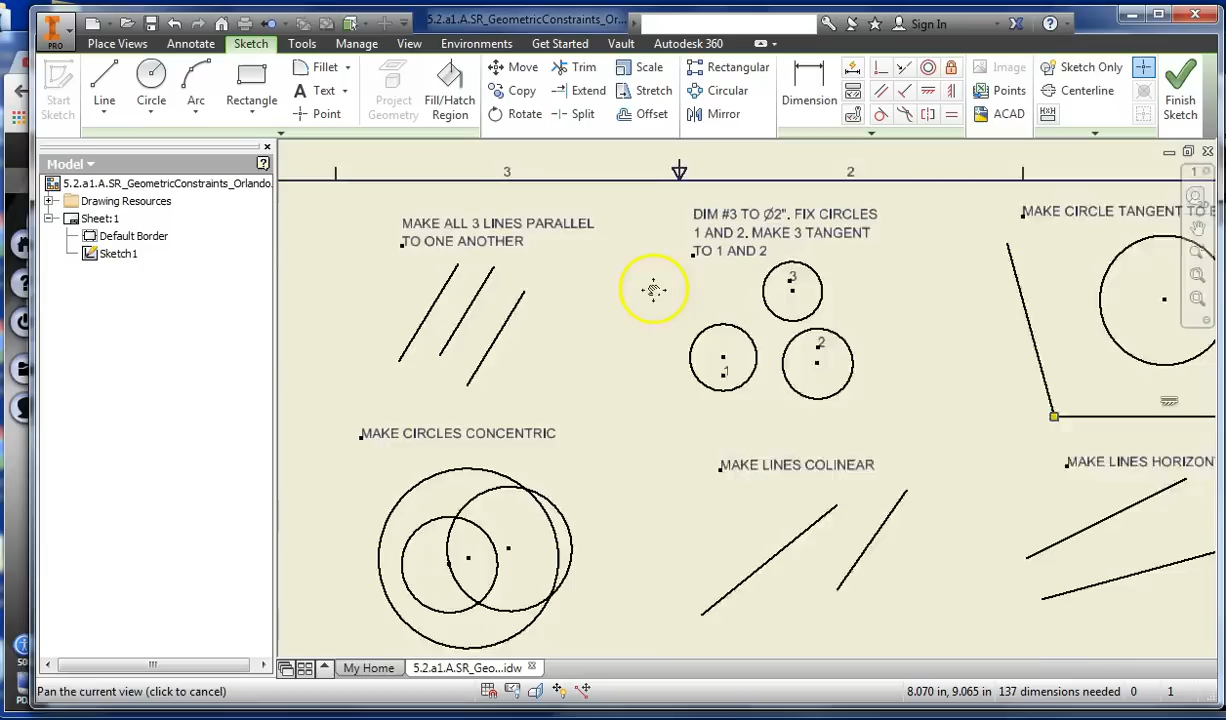 5.2.a1.A.SR_GeometricConstraints_Or...
Sign In
PRO
Place Views
Annotate
Sketch
Tools
Manage
View
Environments
Get Started
Vault
Autodesk 360
Start Sketch
Line
Circle
Arc
Rectangle
Fillet
Text
Point
Project Geometry
Fill/Hatch Region
Move
Copy
Rotate
Trim
Extend
Split
Scale
Stretch
Offset
Rectangular
Circular
Mirror
Dimension
Image
Points
ACAD
Sketch Only
Centerline
Finish Sketch
Model
5.2.a1.A.SR_GeometricConstraints_Orlando.
Drawing Resources
Sheet:1
Default Border
Sketch1
3
2
1
MAKE ALL 3 LINES PARALLEL
TO ONE ANOTHER
DIM #3 TO Ø2". FIX CIRCLES
1 AND 2. MAKE 3 TANGENT
TO 1 AND 2
MAKE CIRCLE TANGENT TO
3
1
2
MAKE CIRCLES CONCENTRIC
MAKE LINES COLINEAR
MAKE LINES HORIZON
My Home
5.2.a1.A.SR_Geo...idw
Pan the current view (click to cancel)
8.070 in, 9.065 in
137 dimensions needed
0
1